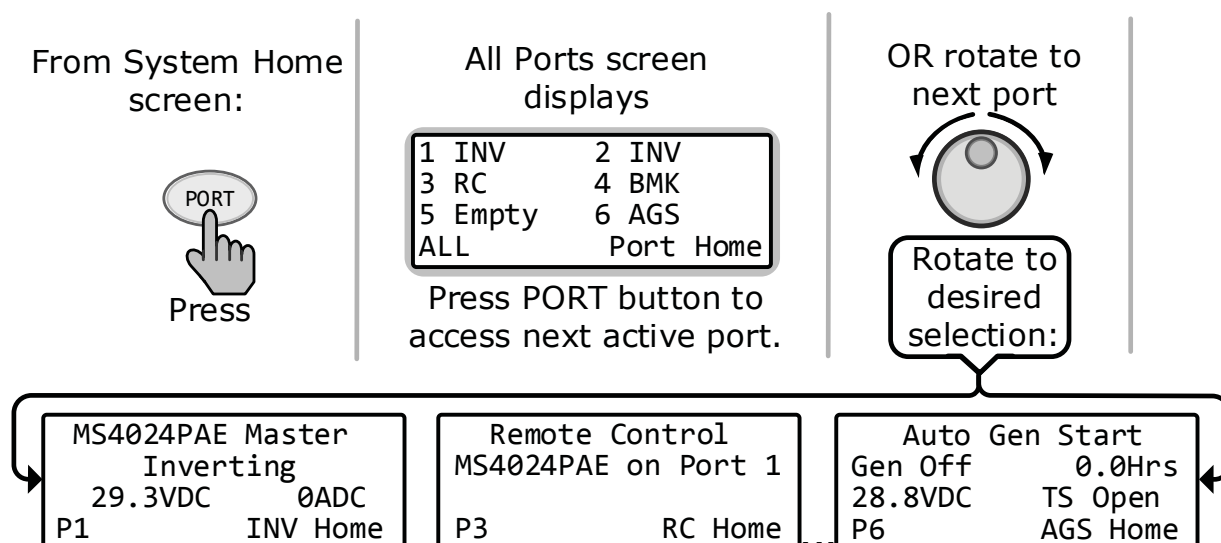 From System Home
screen:
PORT
Press
All Ports screen
displays
1 INV 2 INV
3 RC 4 BMK
5 Empty 6 AGS
ALL Port Home
Press PORT button to
access next active port.
OR rotate to
next port
Rotate to
desired
selection:
MS4024PAE Master
Inverting
29.3VDC 0ADC
P1 INV Home
Remote Control
MS4024PAE on Port 1
P3 RC Home
...
Auto Gen Start
Gen Off 0.0Hrs
28.8VDC TS Open
P6 AGS Home